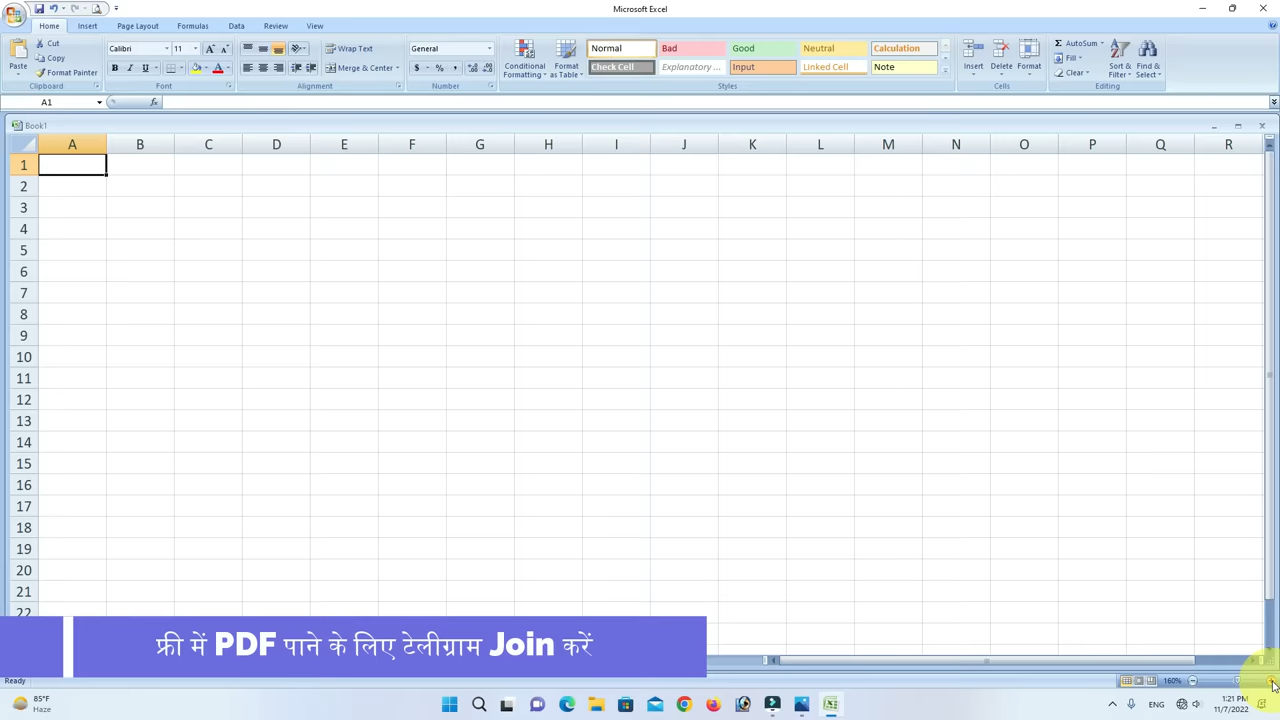 Microsoft Excel
Home Insert Page Layout Formulas Data Review View
Paste Cut Copy Format Painter Clipboard
Calibri 11 B I U Font
Wrap Text Merge & Center Alignment
General $ % , Number
Conditional Formatting Format as Table
Normal Bad Good Neutral Calculation
Check Cell Explanatory ... Input Linked Cell Note
Styles
Insert Delete Format Cells
AutoSum Fill Clear Sort & Filter Find & Select Editing
A1 fx
Book1
A B C D E F G H I J K L M N O P Q R
1
2
3
4
5
6
7
8
9
10
11
12
13
14
15
16
17
18
19
20
21
22
फ्री में PDF पाने के लिए टेलीग्राम Join करें
Ready 160%
85°F
Haze
ENG
1:21 PM
11/7/2022